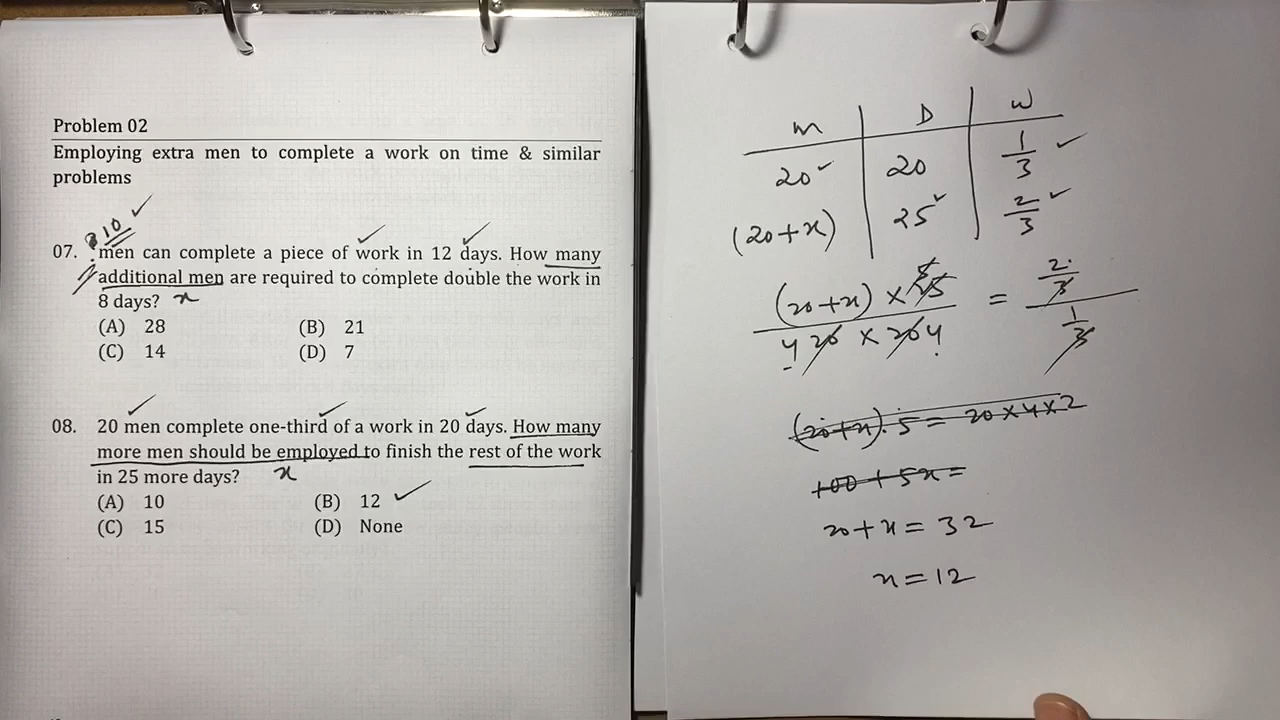 Problem 02
Employing extra men to complete a work on time & similar
problems
10
07. men can complete a piece of work in 12 days. How many
additional men are required to complete double the work in
8 days? x
(A) 28 (B) 21
(C) 14 (D) 7
08. 20 men complete one-third of a work in 20 days. How many
more men should be employed to finish the rest of the work
in 25 more days? x
(A) 10 (B) 12
(C) 15 (D) None
M D W
20 20 1/3
(20+x) 25 2/3
(20+x) × 25 5 / 4 20 × 20 4 = 2/3 / 1/3
(20+x).5 = 20×4×2
100+5x=
20+x=32
x=12